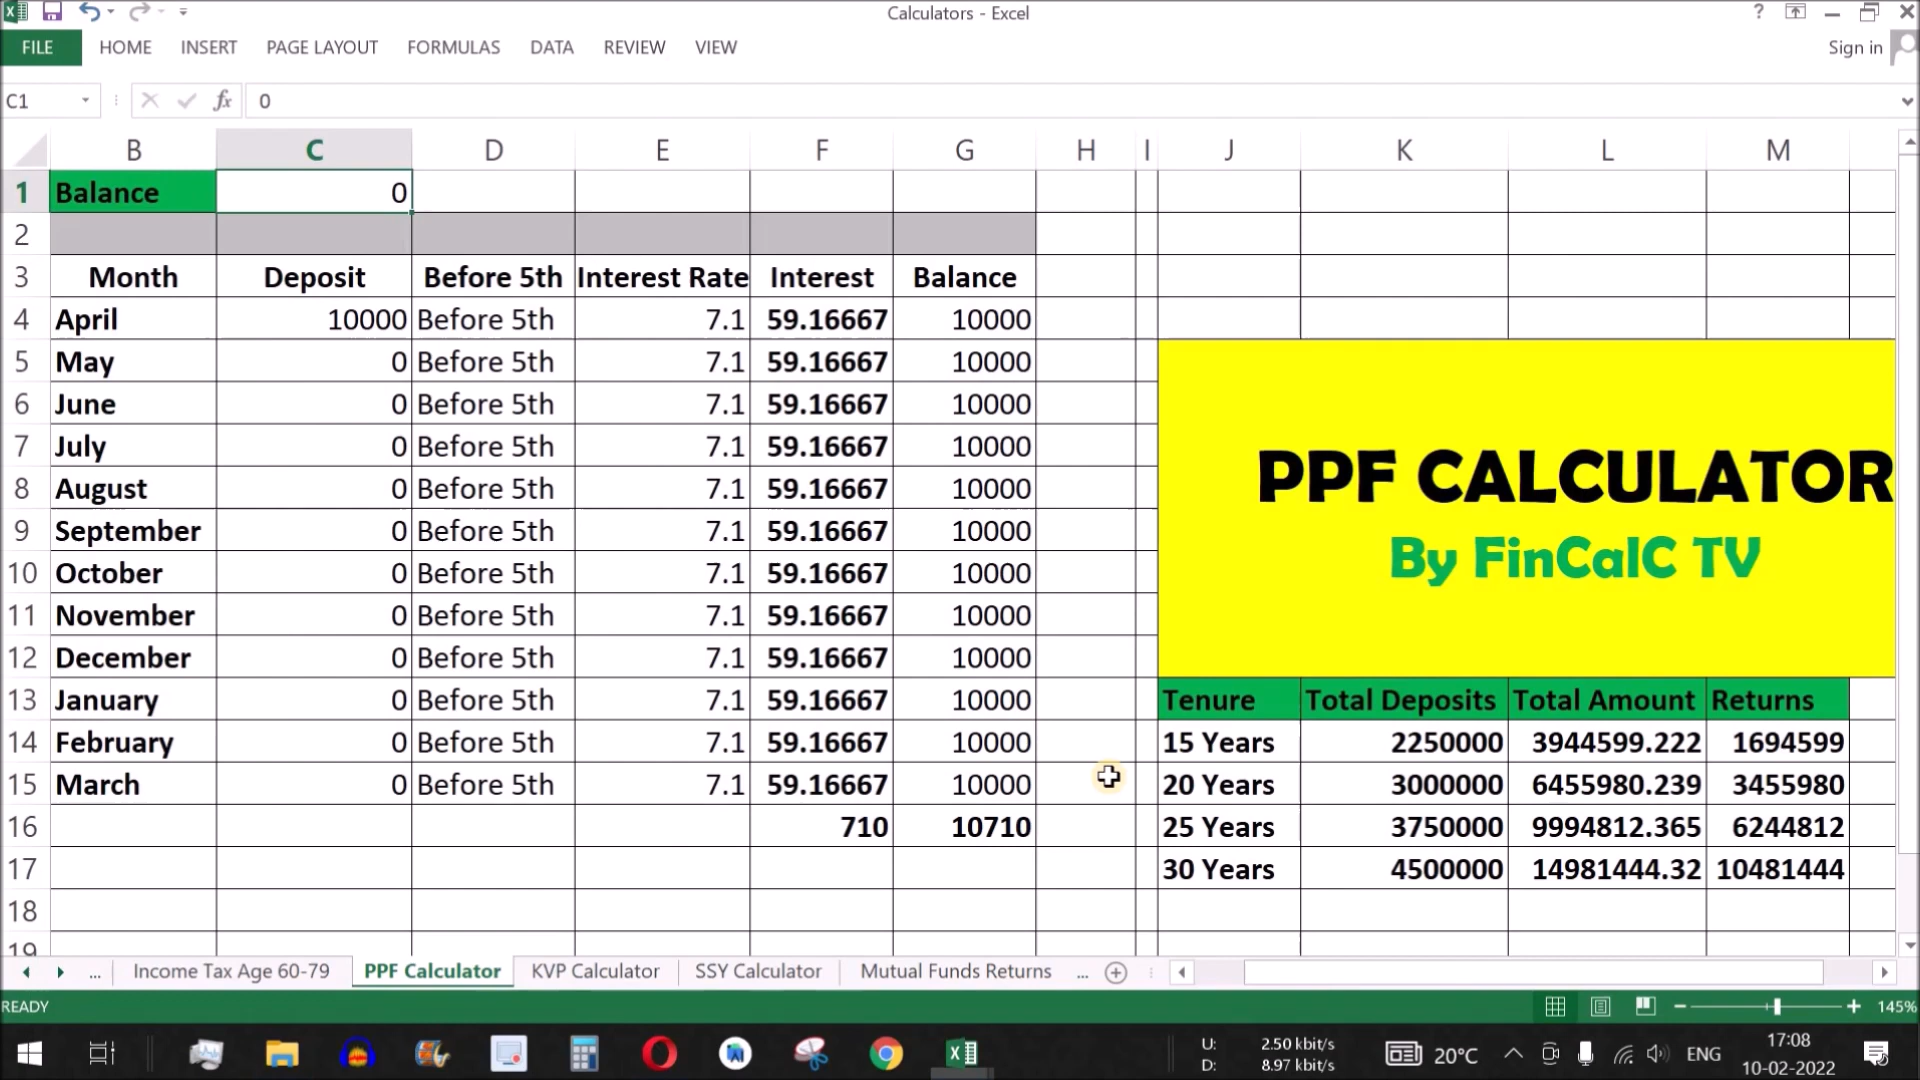 Calculators - Excel
?
FILE HOME INSERT PAGE LAYOUT FORMULAS DATA REVIEW VIEW
Sign in
C1 fx 0
B C D E F G H I J K L M
1 Balance 0
2
3 Month Deposit Before 5th Interest Rate Interest Balance
4 April 10000 Before 5th 7.1 59.16667 10000
5 May 0 Before 5th 7.1 59.16667 10000
6 June 0 Before 5th 7.1 59.16667 10000
7 July 0 Before 5th 7.1 59.16667 10000
8 August 0 Before 5th 7.1 59.16667 10000
9 September 0 Before 5th 7.1 59.16667 10000
10 October 0 Before 5th 7.1 59.16667 10000
11 November 0 Before 5th 7.1 59.16667 10000
12 December 0 Before 5th 7.1 59.16667 10000
13 January 0 Before 5th 7.1 59.16667 10000
14 February 0 Before 5th 7.1 59.16667 10000
15 March 0 Before 5th 7.1 59.16667 10000
16 710 10710
17
18
19
PPF CALCULATOR
By FinCalC TV
Tenure Total Deposits Total Amount Returns
15 Years 2250000 3944599.222 1694599
20 Years 3000000 6455980.239 3455980
25 Years 3750000 9994812.365 6244812
30 Years 4500000 14981444.32 10481444
... Income Tax Age 60-79 PPF Calculator KVP Calculator SSY Calculator Mutual Funds Returns ...
READY
145%
U: 2.50 kbit/s
D: 8.97 kbit/s
20°C
ENG
17:08
10-02-2022